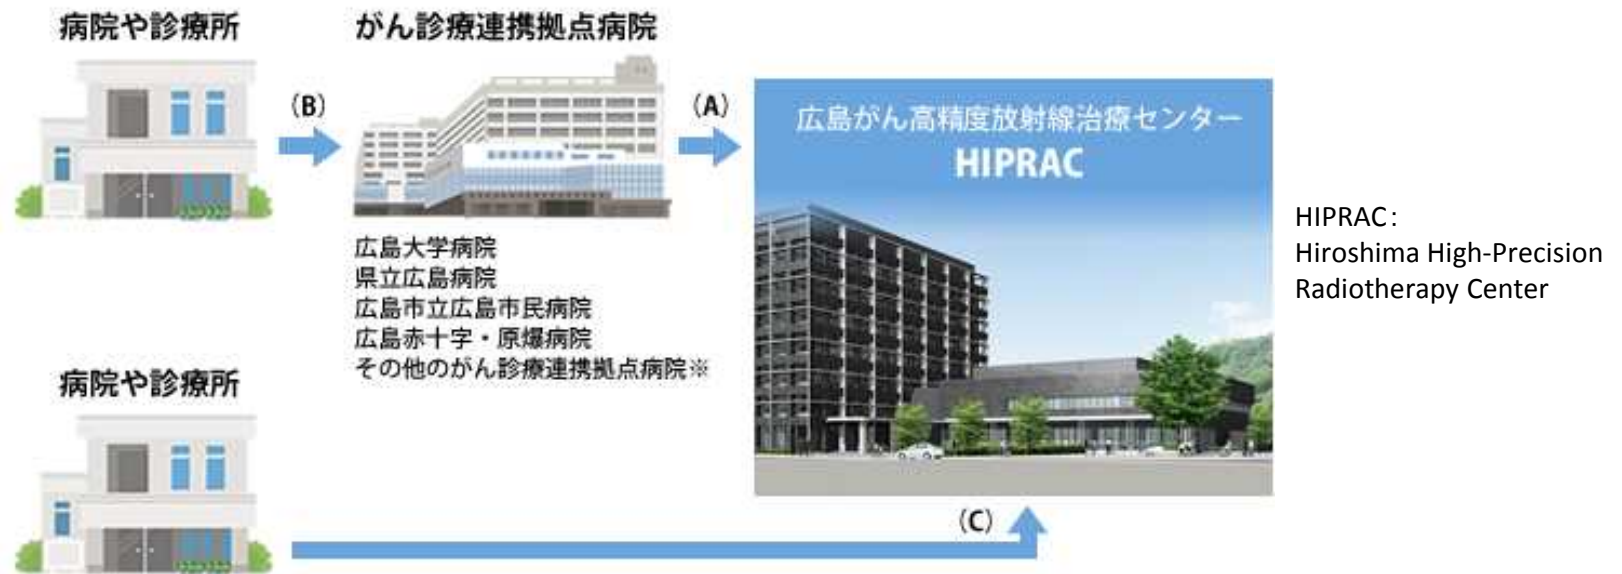 病院や診療所
がん診療連携拠点病院
(B)
(A)
広島がん高精度放射線治療センター
HIPRAC
HIPRAC：
Hiroshima High-Precision
Radiotherapy Center
広島大学病院
県立広島病院
広島市立広島市民病院
広島赤十字・原爆病院
その他のがん診療連携拠点病院※
病院や診療所
(C)